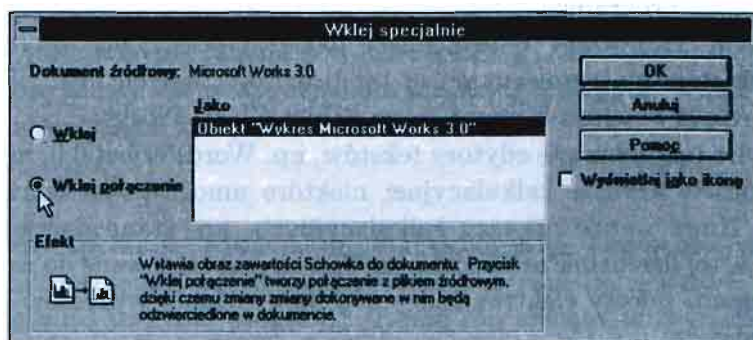 Wklej specjalnie
Dokument źródłowy: Microsoft Works 3.0
OK
Anuluj
Pomoc
Jako
Obiekt "Wykres Microsoft Works 3.0"
Wklej
Wklej połączenie
Wyświetlaj jako ikonę
Efekt
Wstawia obraz zawartości Schowka do dokumentu. Przycisk
"Wklej połączenie" tworzy połączenie z plikiem źródłowym,
dzięki czemu zmiany zmiany dokonywane w nim będą
odzwierciedlone w dokumencie.